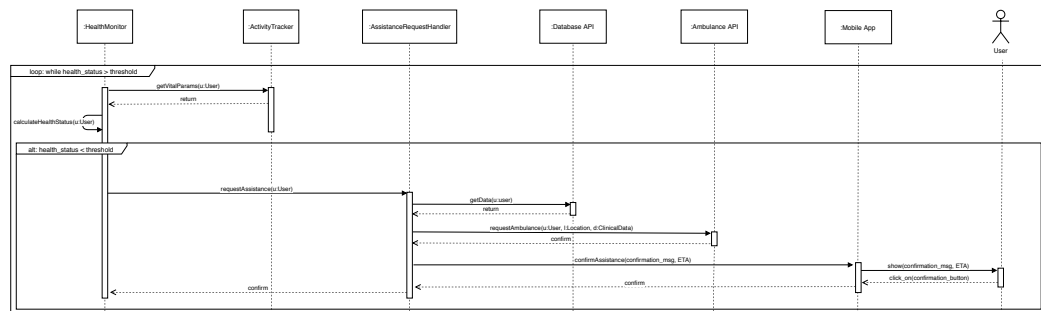 :HealthMonitor
:ActivityTracker
:AssistanceRequestHandler
:Database API
:Ambulance API
:Mobile App
User
loop: while health_status > threshold
getVitalParams(u:User)
return
calculateHealthStatus(u:User)
alt: health_status < threshold
requestAssistance(u:User)
getData(u:user)
return
requestAmbulance(u:User, l:Location, d:ClinicalData)
confirm
confirmAssistance(confirmation_msg, ETA)
show(confirmation_msg, ETA)
click_on(confirmation_button)
confirm
confirm